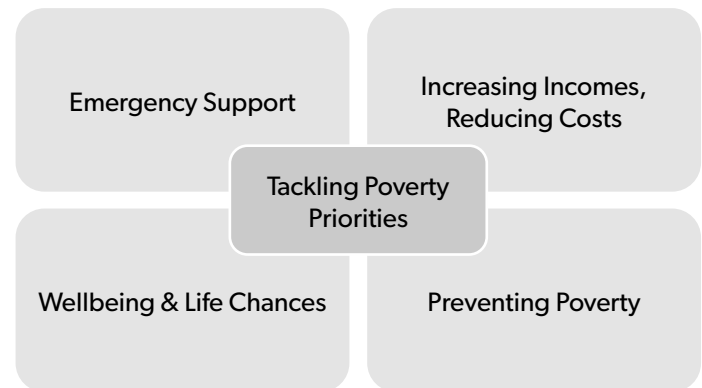 Emergency Support
Increasing Incomes,
Reducing Costs
Tackling Poverty
Priorities
Wellbeing & Life Chances
Preventing Poverty